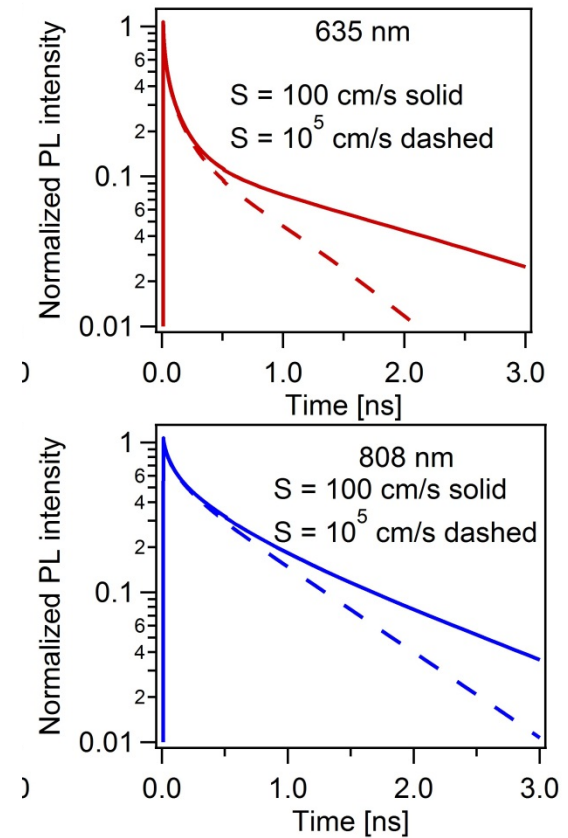 635 nm
S = 100 cm/s solid
S = 10^5 cm/s dashed
Normalized PL intensity
1
6
4
2
0.1
6
4
2
0.01
0.0 1.0 2.0 3.0
Time [ns]
808 nm
S = 100 cm/s solid
S = 10^5 cm/s dashed
Normalized PL intensity
1
6
4
2
0.1
6
4
2
0.01
0.0 1.0 2.0 3.0
Time [ns]